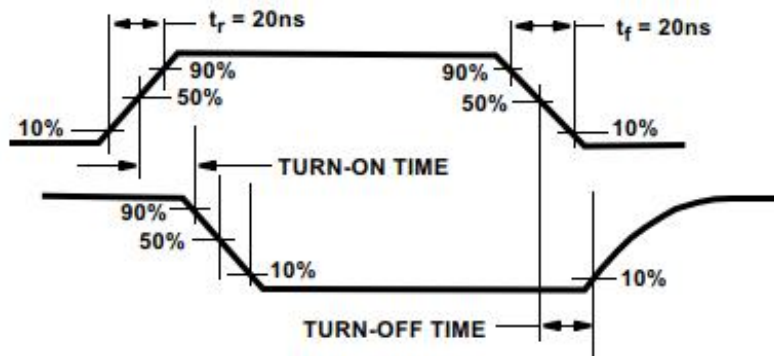 tr = 20ns
tf = 20ns
90%
90%
50%
50%
10%
10%
TURN-ON TIME
90%
50%
10%
10%
TURN-OFF TIME